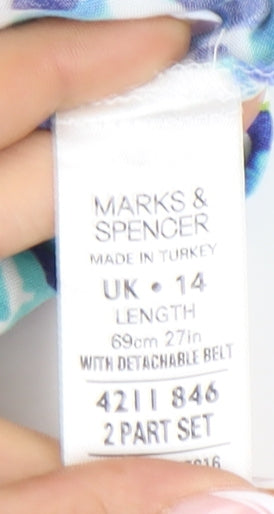 MARKS &
SPENCER
MADE IN TURKEY
UK • 14
LENGTH
69cm 27in
WITH DETACHABLE BELT
4211 846
2 PART SET